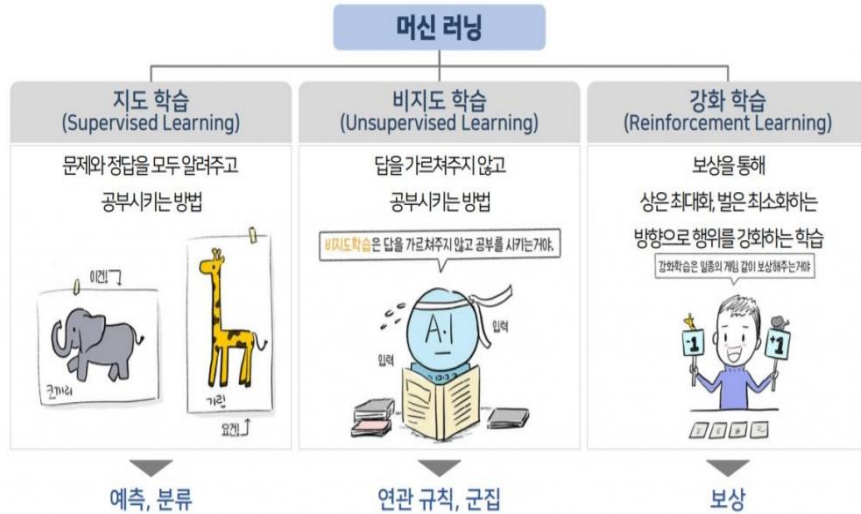 머신 러닝
지도 학습
(Supervised Learning)
문제와 정답을 모두 알려주고
공부시키는 방법
이건!
코끼리
기린
요건!
예측, 분류
비지도 학습
(Unsupervised Learning)
답을 가르쳐주지 않고
공부시키는 방법
비지도학습은 답을 가르쳐주지 않고 공부를 시키는거야.
A.I
입력
입력
연관 규칙, 군집
강화 학습
(Reinforcement Learning)
보상을 통해
상은 최대화, 벌은 최소화하는
방향으로 행위를 강화하는 학습
강화학습은 일종의 게임 같이 보상해주는거야
-1
+1
보상